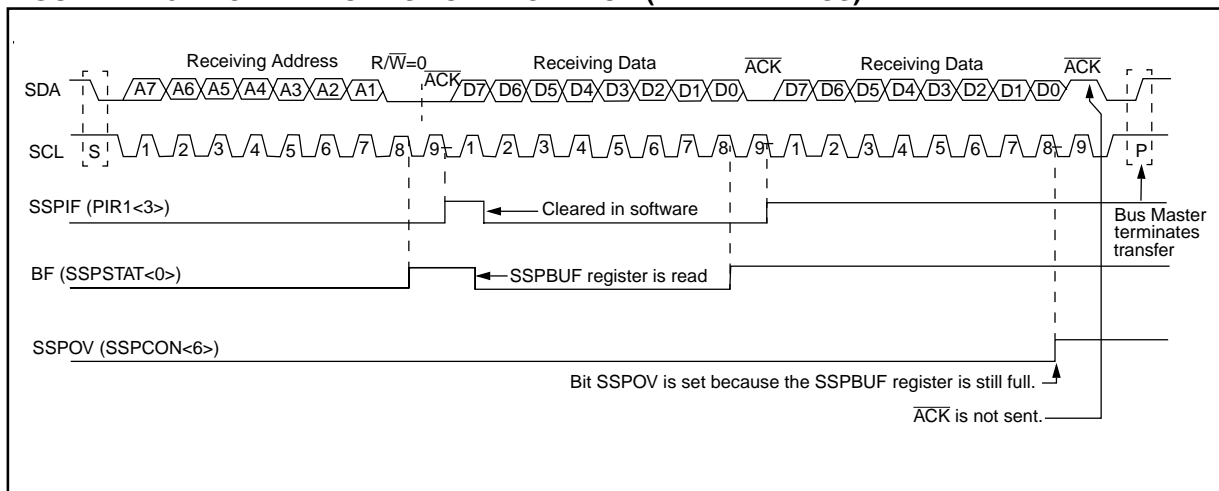 Receiving Address R/W=0 ACK Receiving Data ACK Receiving Data ACK
SDA A7 A6 A5 A4 A3 A2 A1 D7 D6 D5 D4 D3 D2 D1 D0 D7 D6 D5 D4 D3 D2 D1 D0
SCL S 1 2 3 4 5 6 7 8 9 1 2 3 4 5 6 7 8 9 1 2 3 4 5 6 7 8 9 P
SSPIF (PIR1<3>)
Cleared in software
Bus Master
terminates
transfer
BF (SSPSTAT<0>)
SSPBUF register is read
SSPOV (SSPCON<6>)
Bit SSPOV is set because the SSPBUF register is still full.
ACK is not sent.